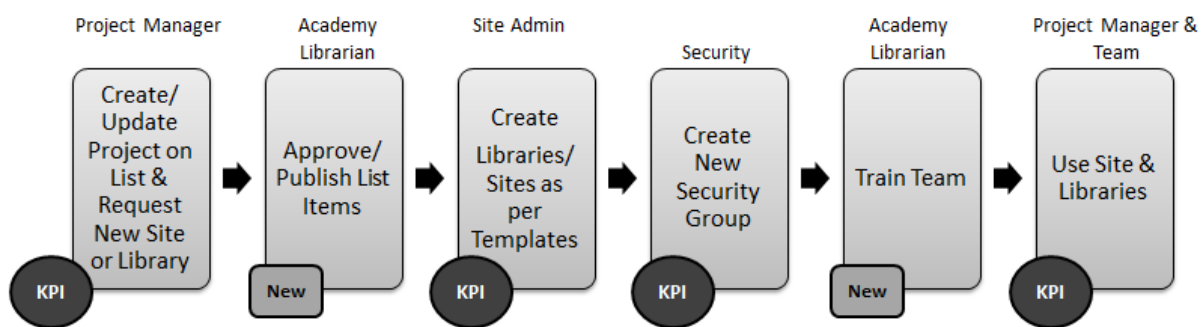 Project Manager
Create/
Update
Project on
List &
Request
New Site
or Library
KPI
Academy
Librarian
Approve/
Publish List
Items
New
Site Admin
Create
Libraries/
Sites as
per
Templates
KPI
Security
Create
New
Security
Group
KPI
Academy
Librarian
Train Team
New
Project Manager &
Team
Use Site &
Libraries
KPI